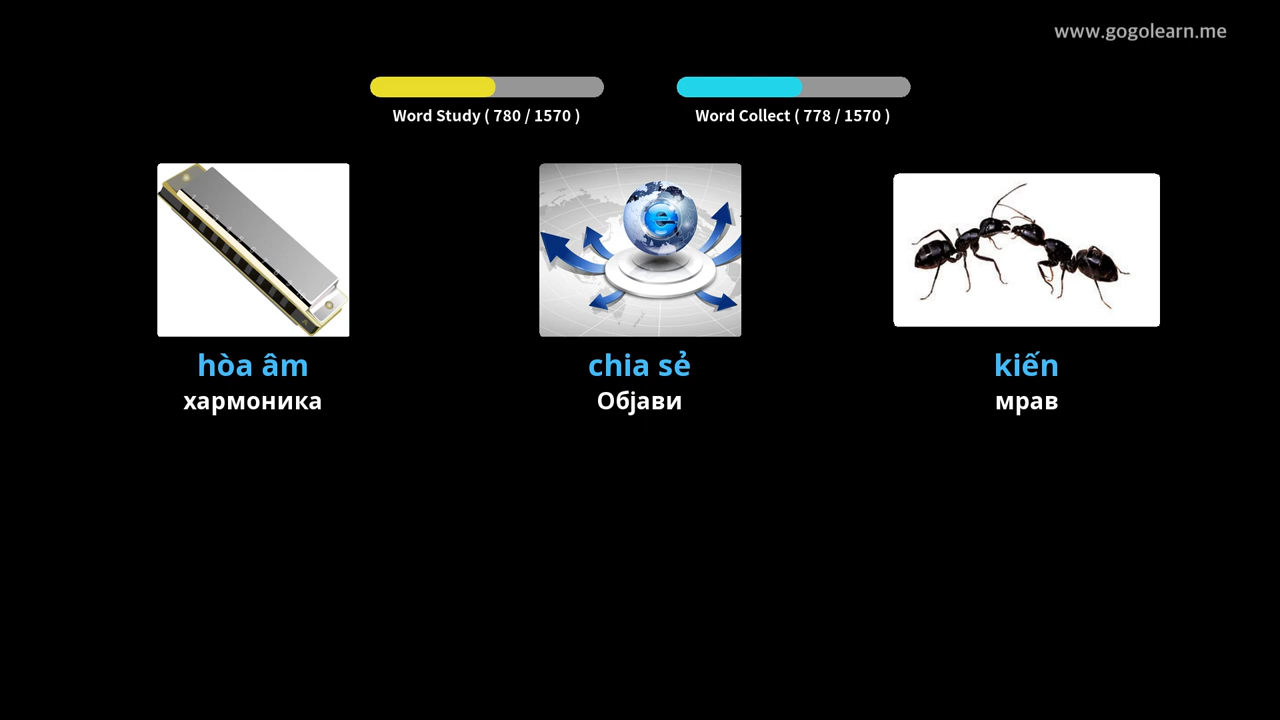 www.gogolearn.me
Word Study ( 780 / 1570 )
Word Collect ( 778 / 1570 )
e
hòa âm
хармоника
chia sẻ
Објави
kiến
мрав